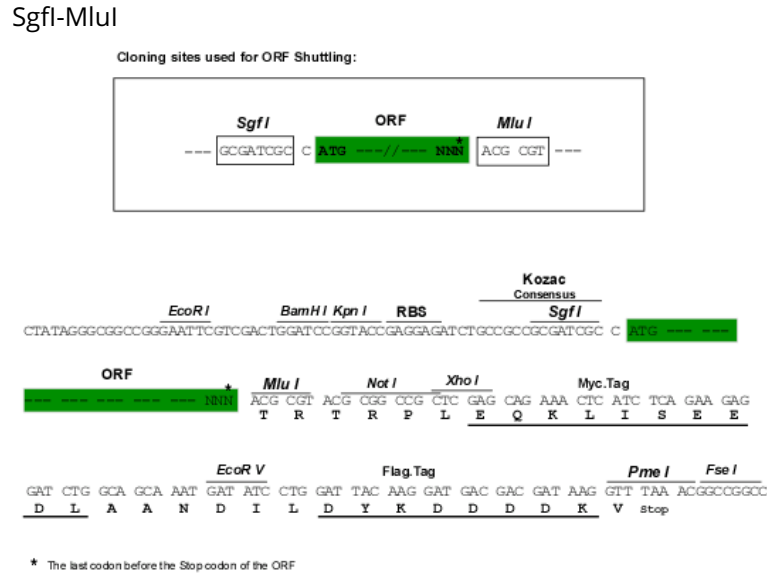 SgfI-MluI
Cloning sites used for ORF Shuttling:
Sgf I ORF Mlu I
*
--- GCGATCGC C ATG ---//--- NNN ACG CGT ---
Kozac
Consensus
EcoR I BamH I Kpn I RBS Sgf I
CTATAGGGCGGCCGGGAATTCGTCGACTGGATCCGGTACCGAGGAGATCTGCCGCCGCGATCGC C ATG --- ---
ORF
* Mlu I Not I Xho I Myc.Tag
--- --- --- --- --- --- NNN ACG CGT ACG CGG CCG CTC GAG CAG AAA CTC ATC TCA GAA GAG
T R T R P L E Q K L I S E E
EcoR V Flag.Tag Pme I Fse I
GAT CTG GCA GCA AAT GAT ATC CTG GAT TAC AAG GAT GAC GAC GAT AAG GTT TAA ACGGCCGGCC
D L A A N D I L D Y K D D D D K V Stop
* The last codon before the Stop codon of the ORF